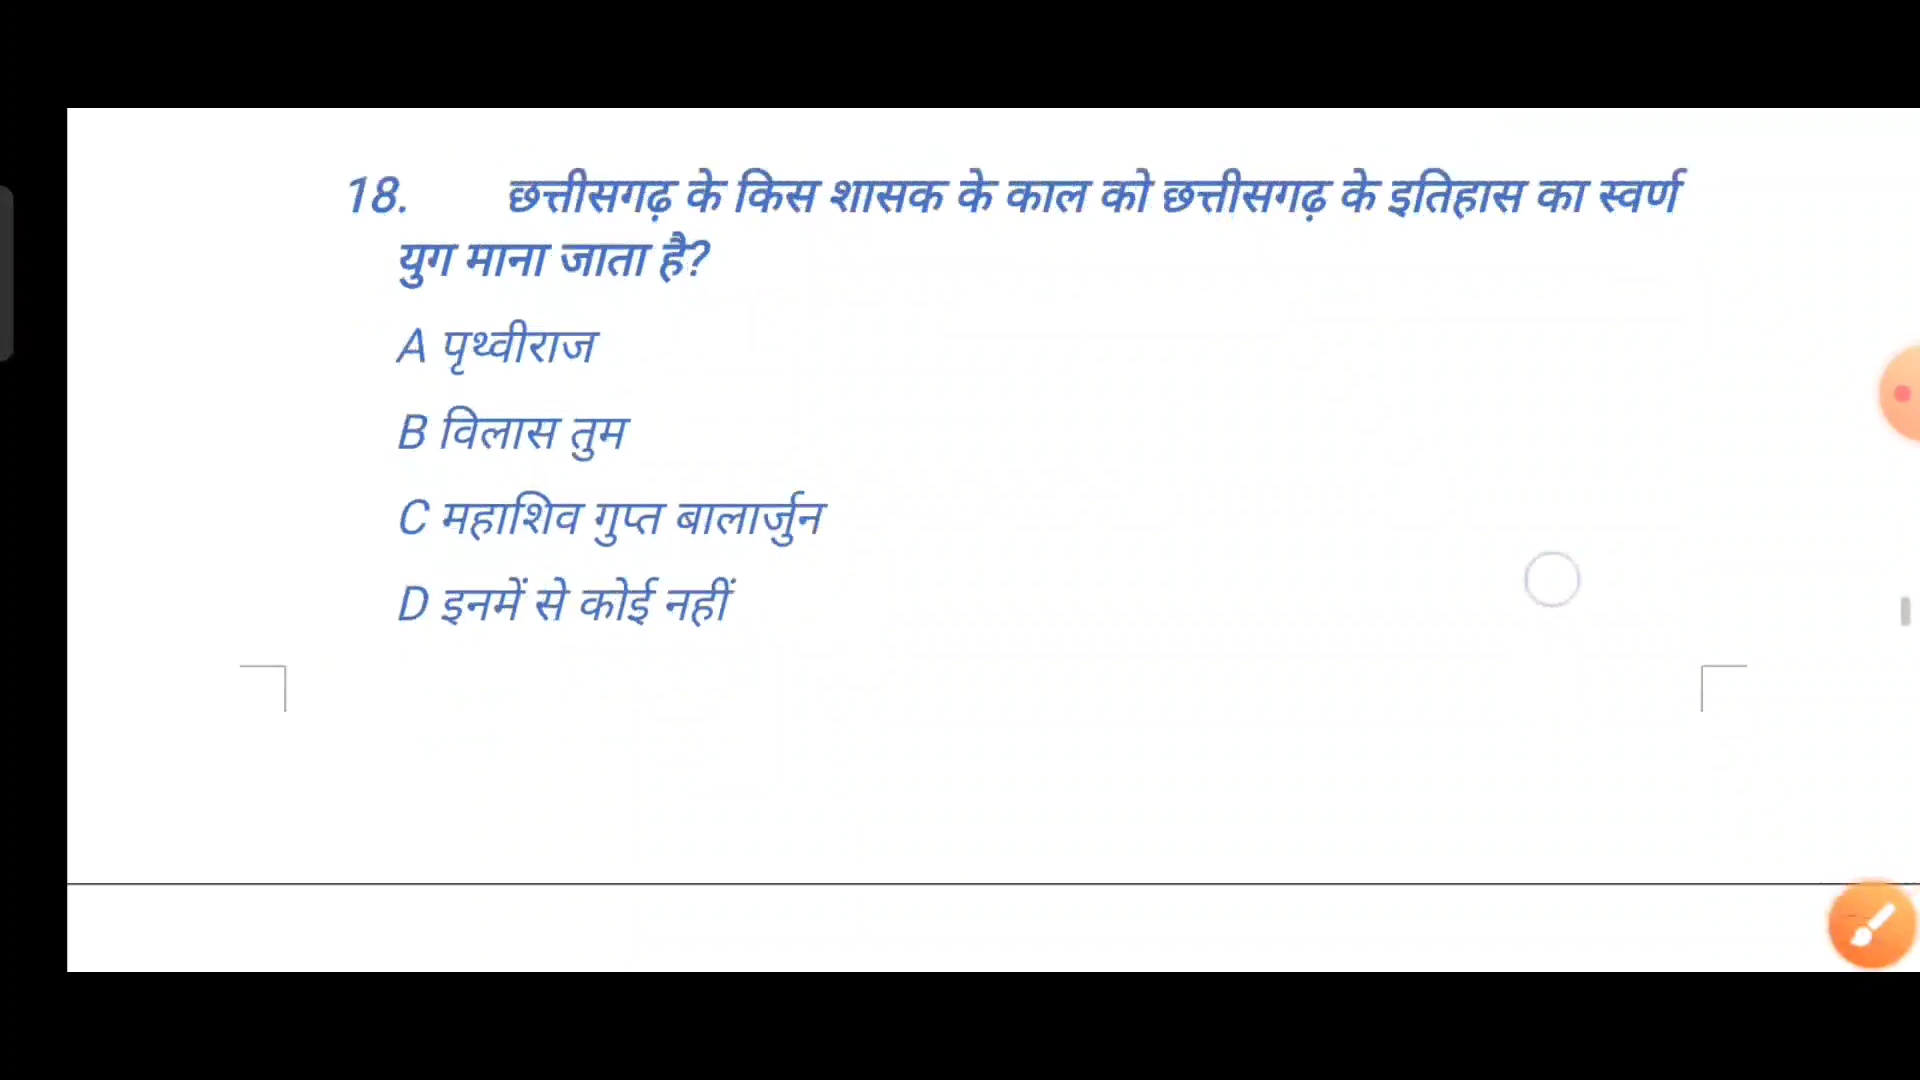 18. छत्तीसगढ़ के किस शासक के काल को छत्तीसगढ़ के इतिहास का स्वर्ण
युग माना जाता है?
A पृथ्वीराज
B विलास तुम
C महाशिव गुप्त बालार्जुन
D इनमें से कोई नहीं